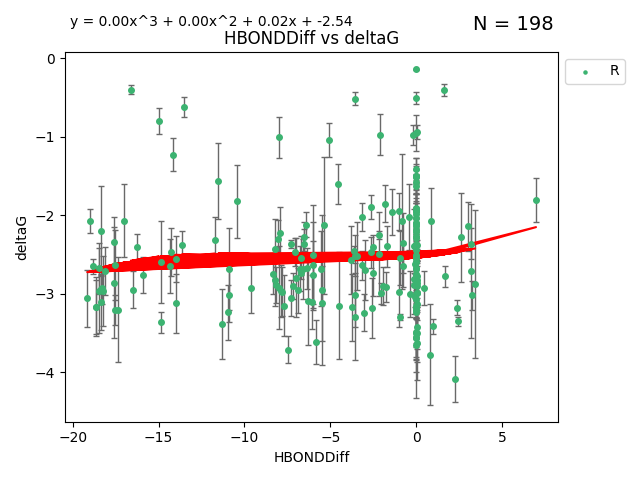 y = 0.00x^3 + 0.00x^2 + 0.02x + -2.54
N = 198
HBONDDiff vs deltaG
R
0
−1
−2
−3
−4
deltaG
−20 −15 −10 −5 0 5
HBONDDiff